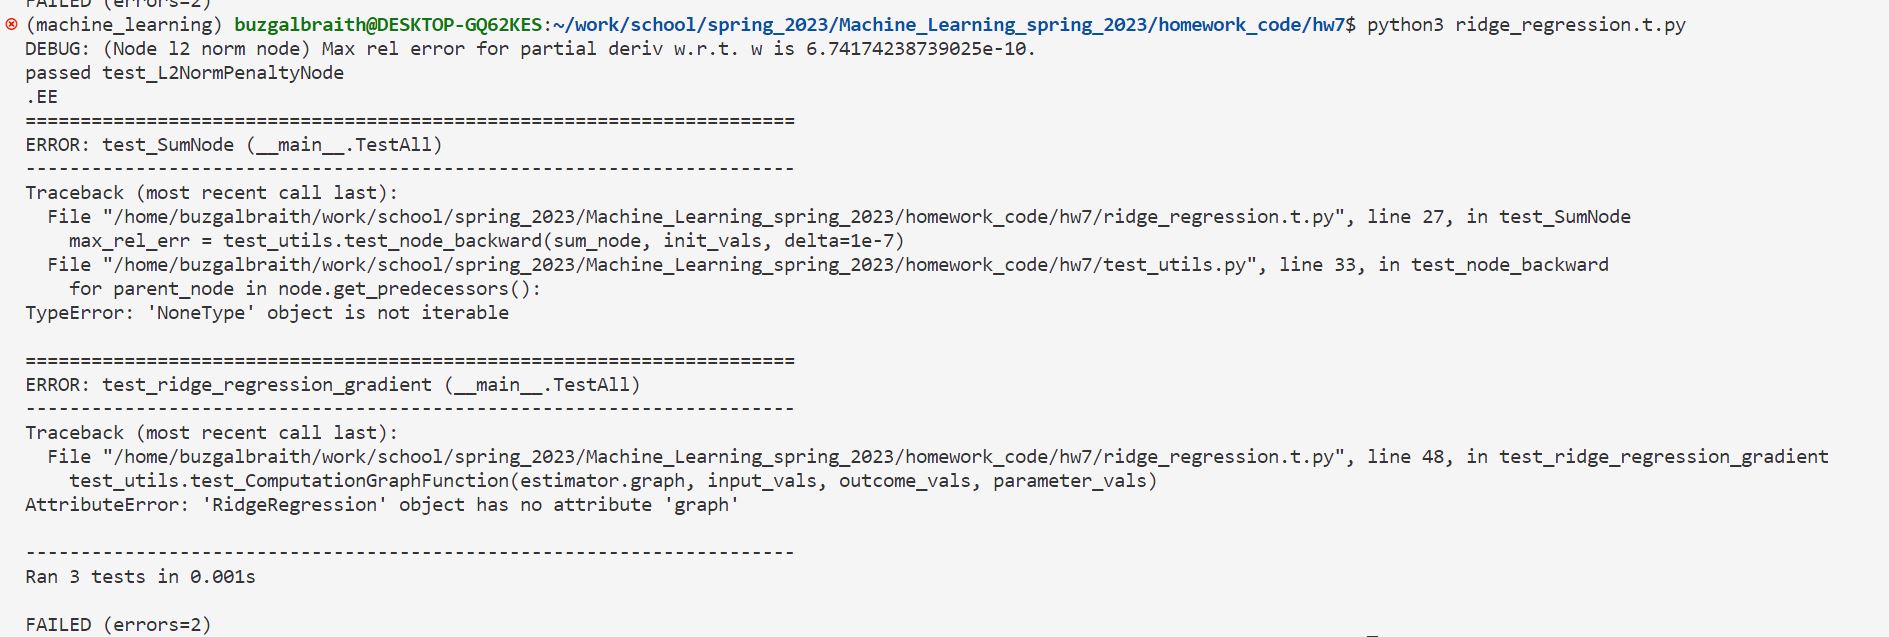 FAILED (errors=2)
(machine_learning) buzgalbraith@DESKTOP-GQ62KES:~/work/school/spring_2023/Machine_Learning_spring_2023/homework_code/hw7$ python3 ridge_regression.t.py
DEBUG: (Node l2 norm node) Max rel error for partial deriv w.r.t. w is 6.74174238739025e-10.
passed test_L2NormPenaltyNode
.EE
======================================================================
ERROR: test_SumNode (__main__.TestAll)
----------------------------------------------------------------------
Traceback (most recent call last):
  File "/home/buzgalbraith/work/school/spring_2023/Machine_Learning_spring_2023/homework_code/hw7/ridge_regression.t.py", line 27, in test_SumNode
    max_rel_err = test_utils.test_node_backward(sum_node, init_vals, delta=1e-7)
  File "/home/buzgalbraith/work/school/spring_2023/Machine_Learning_spring_2023/homework_code/hw7/test_utils.py", line 33, in test_node_backward
    for parent_node in node.get_predecessors():
TypeError: 'NoneType' object is not iterable

======================================================================
ERROR: test_ridge_regression_gradient (__main__.TestAll)
----------------------------------------------------------------------
Traceback (most recent call last):
  File "/home/buzgalbraith/work/school/spring_2023/Machine_Learning_spring_2023/homework_code/hw7/ridge_regression.t.py", line 48, in test_ridge_regression_gradient
    test_utils.test_ComputationGraphFunction(estimator.graph, input_vals, outcome_vals, parameter_vals)
AttributeError: 'RidgeRegression' object has no attribute 'graph'

----------------------------------------------------------------------
Ran 3 tests in 0.001s

FAILED (errors=2)